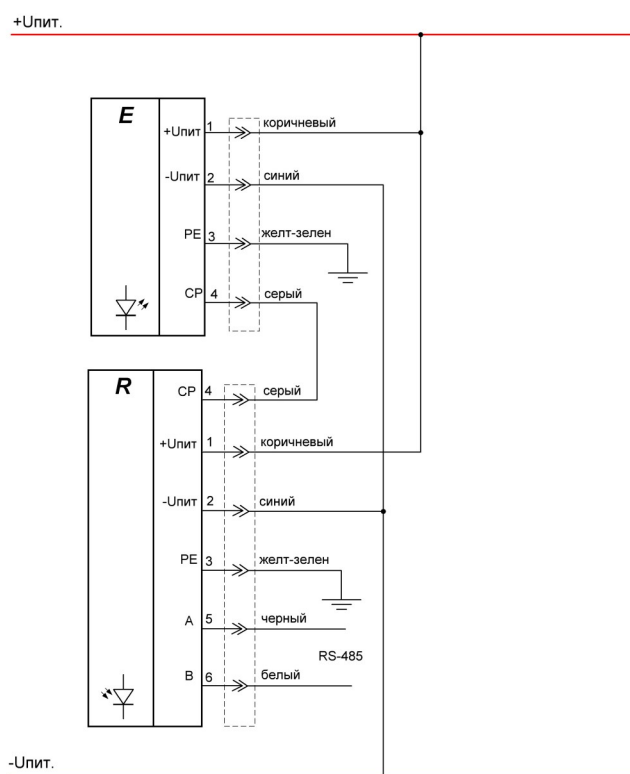 +Uпит.
E
+Uпит 1 коричневый
-Uпит 2 синий
PE 3 желт-зелен
CP 4 серый
R
CP 4 серый
+Uпит 1 коричневый
-Uпит 2 синий
PE 3 желт-зелен
A 5 черный
RS-485
B 6 белый
-Uпит.